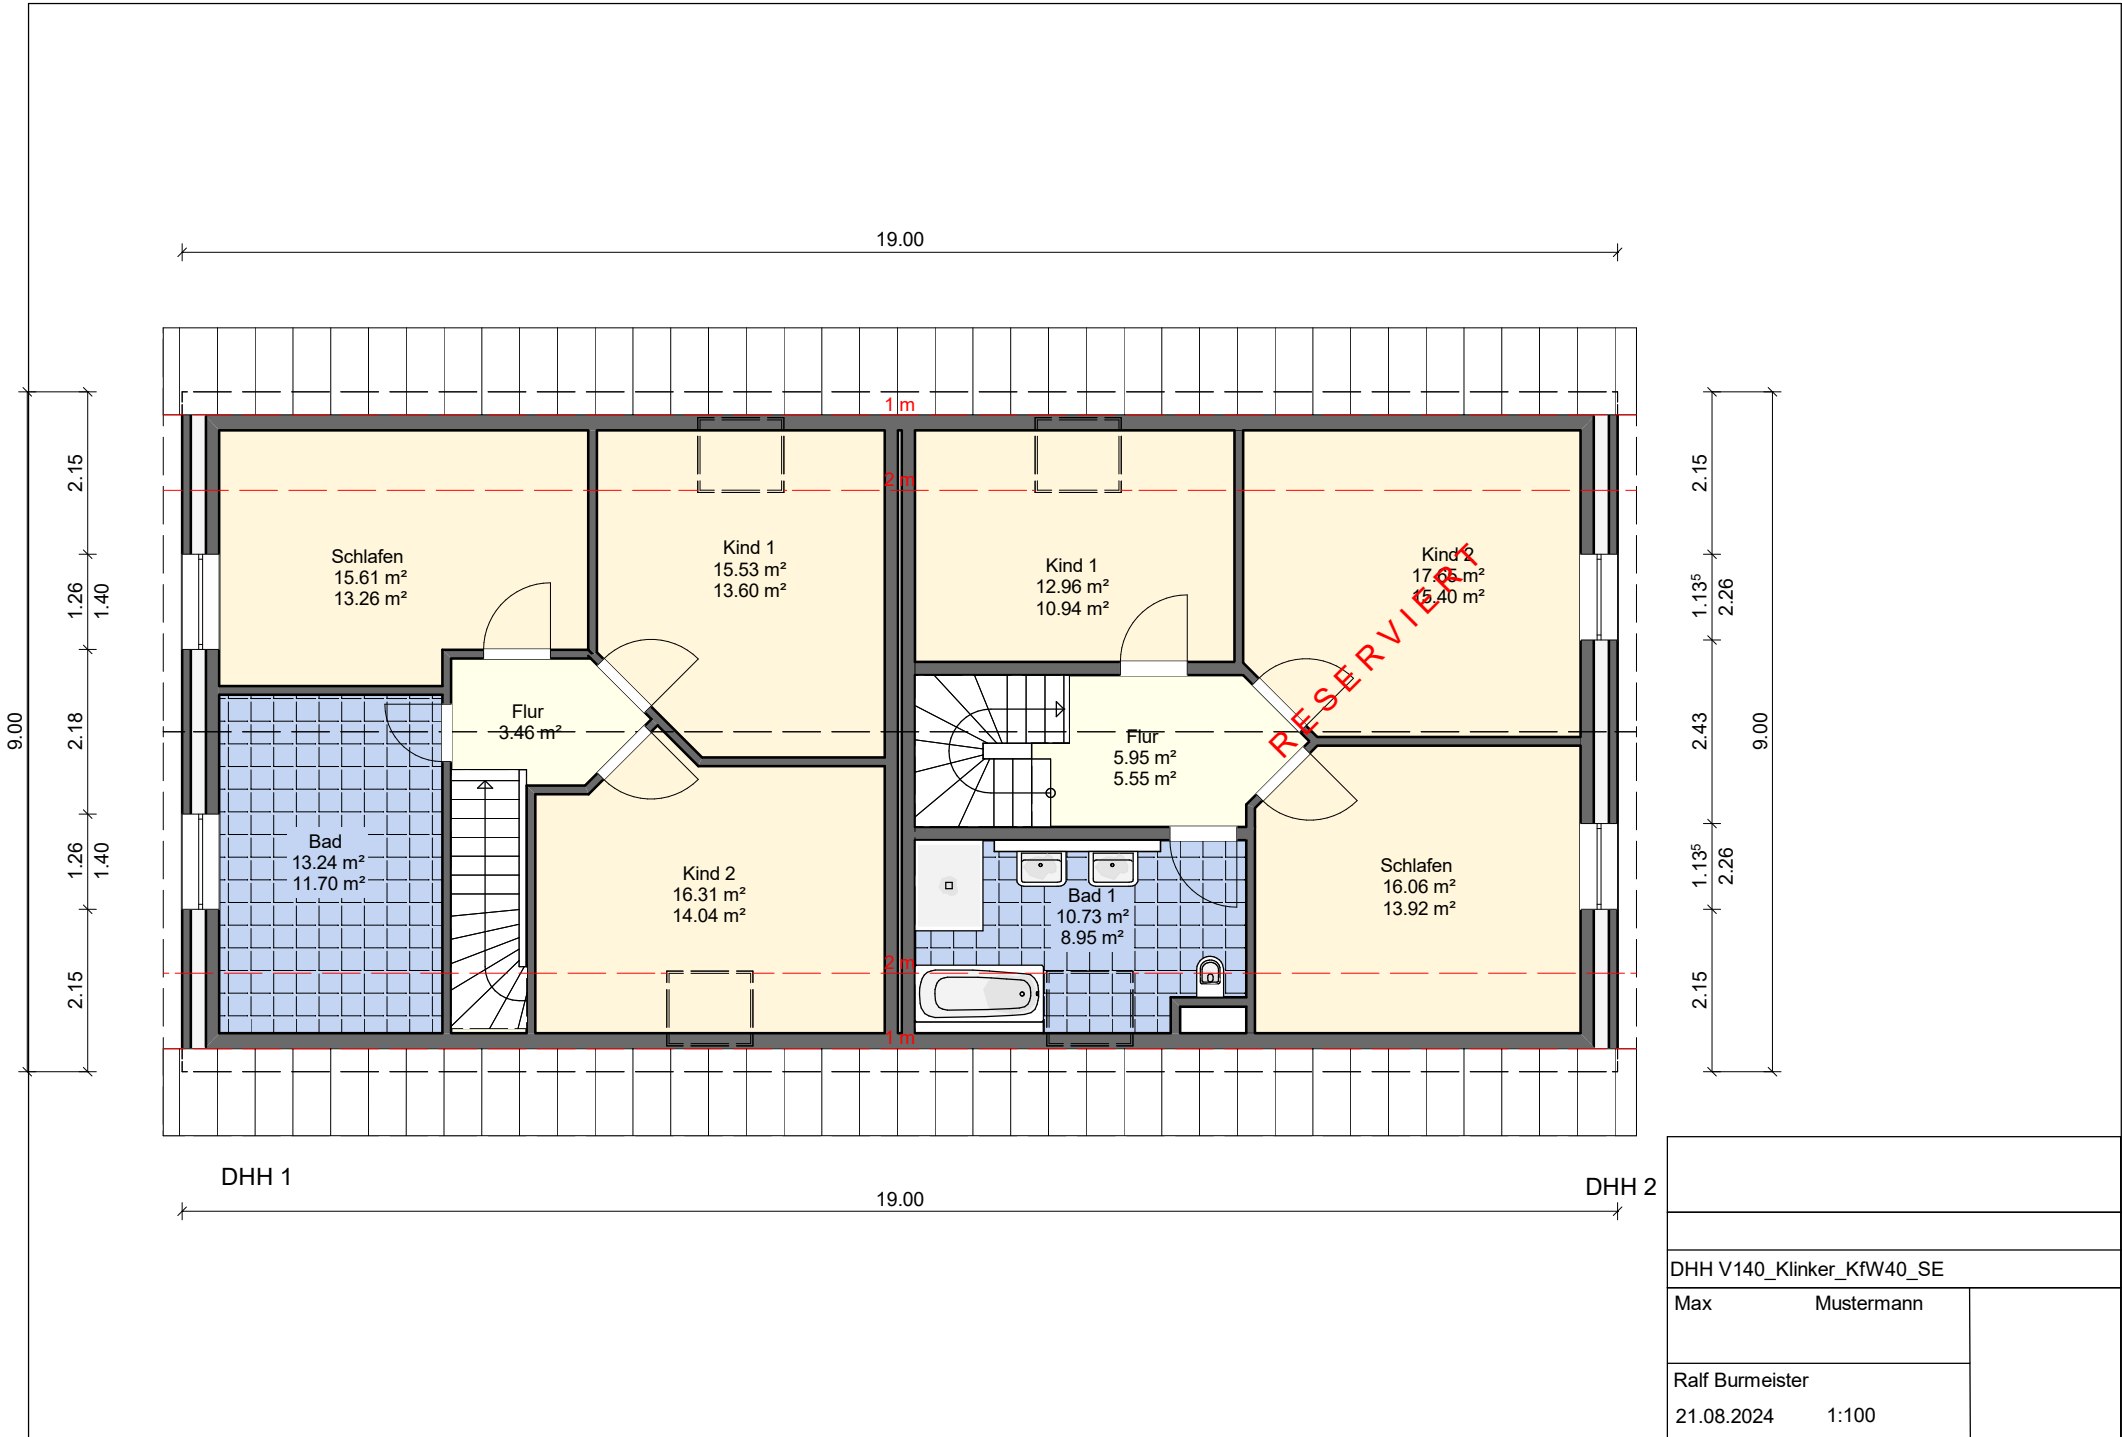 19.00
1 m
2 m
2.15
1.26
1.40
2.18
1.26
1.40
2.15
9.00
Schlafen
15.61 m²
13.26 m²
Kind 1
15.53 m²
13.60 m²
Kind 1
12.96 m²
10.94 m²
Kind 2
17.65 m²
15.40 m²
RESERVIERT
Flur
3.46 m²
Flur
5.95 m²
5.55 m²
Bad
13.24 m²
11.70 m²
Kind 2
16.31 m²
14.04 m²
Bad 1
10.73 m²
8.95 m²
Schlafen
16.06 m²
13.92 m²
2 m
1 m
2.15
1.13⁵
2.26
2.43
1.13⁵
2.26
2.15
9.00
DHH 1
DHH 2
19.00
DHH V140_Klinker_KfW40_SE
Max Mustermann
Ralf Burmeister
21.08.2024 1:100